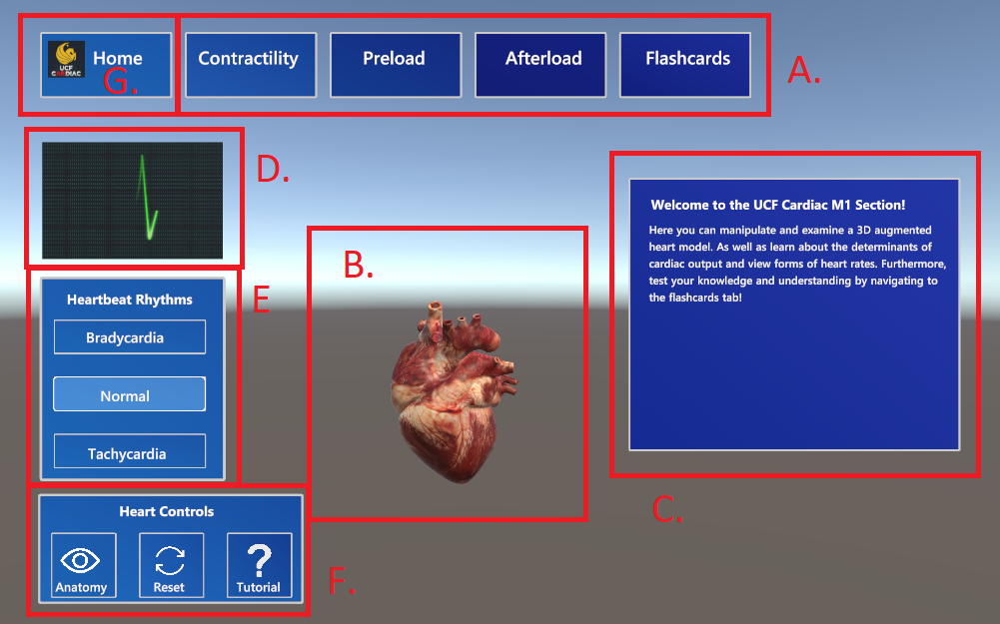 Home
UCF
CARDIAC
G.
Contractility
Preload
Afterload
Flashcards
A.
D.
Welcome to the UCF Cardiac M1 Section!
Here you can manipulate and examine a 3D augmented
heart model. As well as learn about the determinants of
cardiac output and view forms of heart rates. Furthermore,
test your knowledge and understanding by navigating to
the flashcards tab!
B.
E
Heartbeat Rhythms
Bradycardia
Normal
Tachycardia
C.
Heart Controls
Anatomy
Reset
?
Tutorial
F.